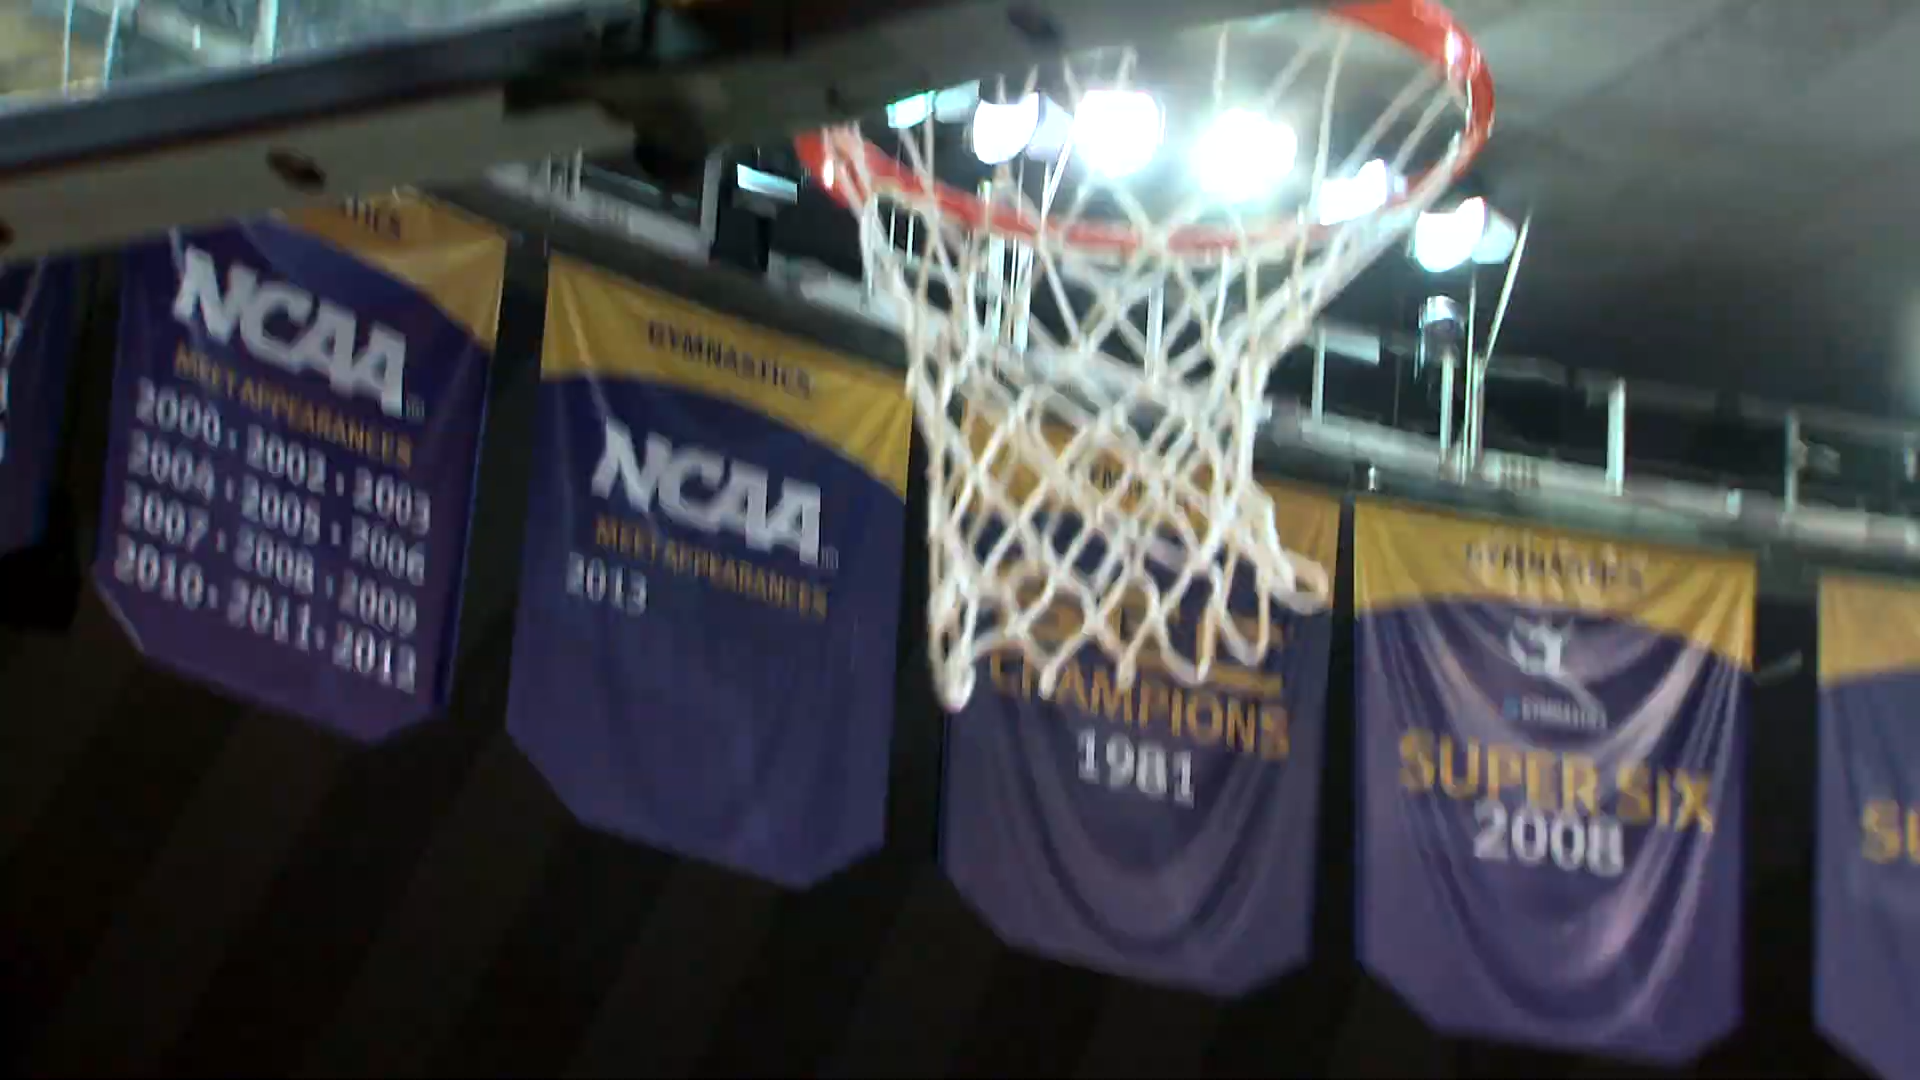 NCAA
MEET APPEARANCES
2000 · 2002 · 2003
2004 · 2005 · 2006
2007 · 2008 · 2009
2010 · 2011 · 2012
GYMNASTICS
NCAA
MEET APPEARANCES
2013
CHAMPIONS
1981
GYMNASTICS
SUPER SIX
2008